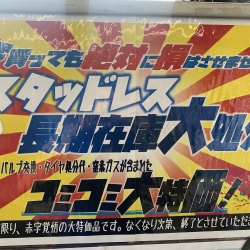 買っても絶対に損はさせませ
スタッドレス
長期在庫大処
バルブ交換・タイヤ処分代・窒素ガスが含まれた
コミコミ大特価!
限り、赤字覚悟の大特価品です。なくなり次第、終了とさせていただ